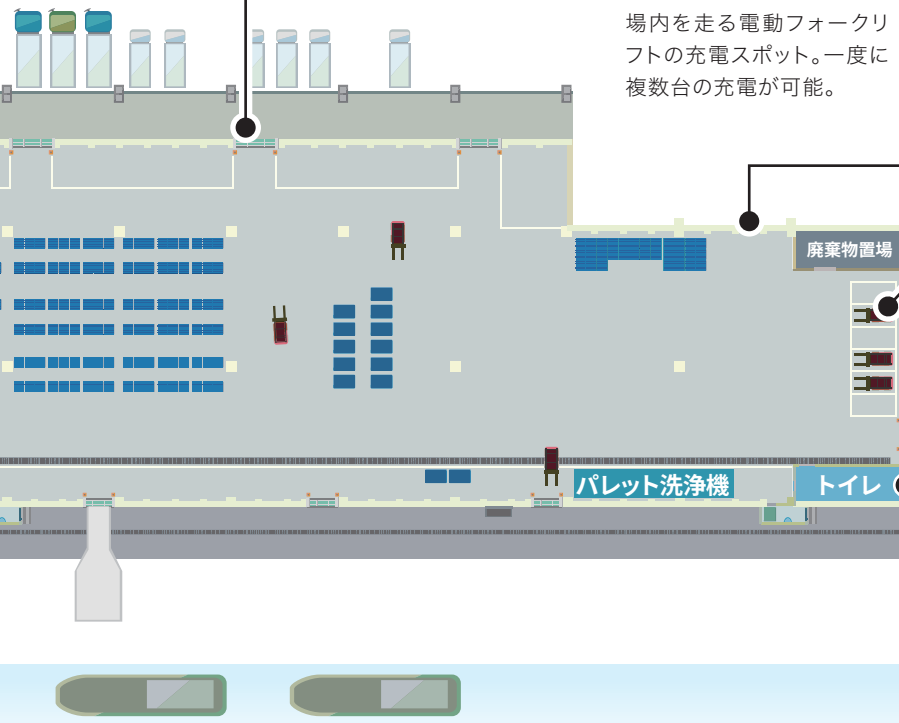 場内を走る電動フォークリ
フトの充電スポット。一度に
複数台の充電が可能。
廃棄物置場
パレット洗浄機
トイレ